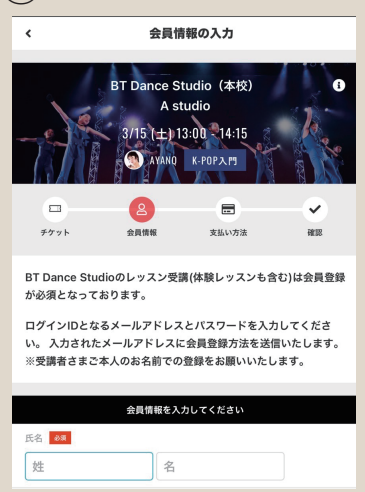 会員情報の入力
BT Dance Studio（本校）
A studio
3/15 (土) 13:00 - 14:15
AYANO K-POP入門
チケット 会員情報 支払い方法 確認
BT Dance Studioのレッスン受講(体験レッスンも含む)は会員登録
が必須となっております。
ログインIDとなるメールアドレスとパスワードを入力してくださ
い。 入力されたメールアドレスに会員登録方法を送信いたします。
※受講者さまご本人のお名前での登録をお願いいたします。
会員情報を入力してください
氏名 必須
姓 名